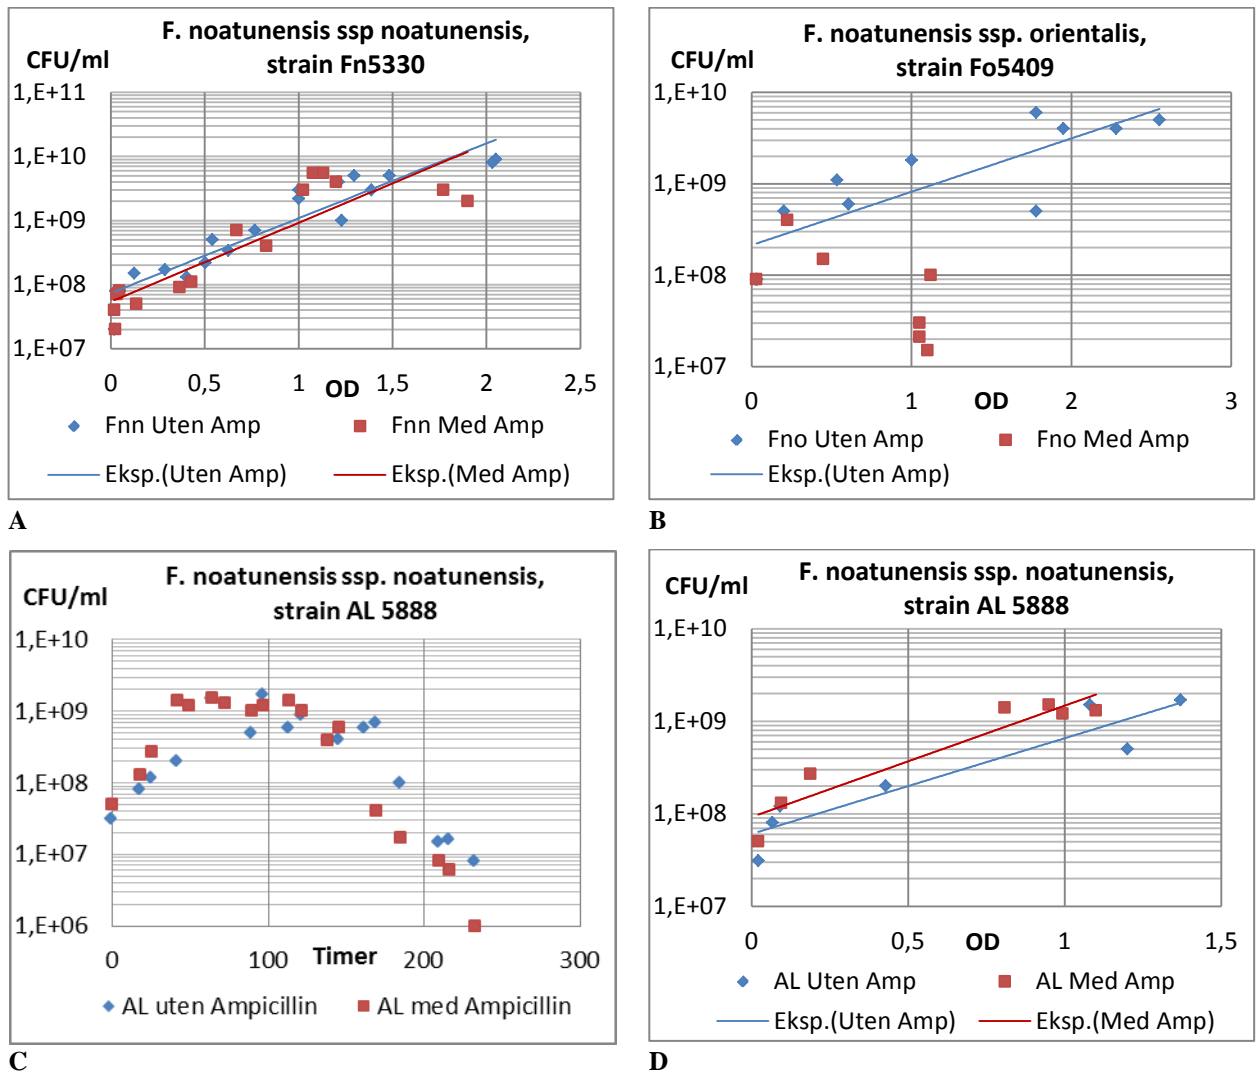 F. noatunensis ssp noatunensis,
strain Fn5330
CFU/ml
1,E+11
1,E+10
1,E+09
1,E+08
1,E+07
0 0,5 1 1,5 2 2,5
OD
Fnn Uten Amp Fnn Med Amp
Eksp.(Uten Amp) Eksp.(Med Amp)
A
F. noatunensis ssp. orientalis,
strain Fo5409
CFU/ml
1,E+10
1,E+09
1,E+08
1,E+07
0 1 2 3
OD
Fno Uten Amp Fno Med Amp
Eksp.(Uten Amp)
B
F. noatunensis ssp. noatunensis,
strain AL 5888
CFU/ml
1,E+10
1,E+09
1,E+08
1,E+07
1,E+06
0 100 200 300
Timer
AL uten Ampicillin AL med Ampicillin
C
F. noatunensis ssp. noatunensis,
strain AL 5888
CFU/ml
1,E+10
1,E+09
1,E+08
1,E+07
0 0,5 1 1,5
OD
AL Uten Amp AL Med Amp
Eksp.(Uten Amp) Eksp.(Med Amp)
D